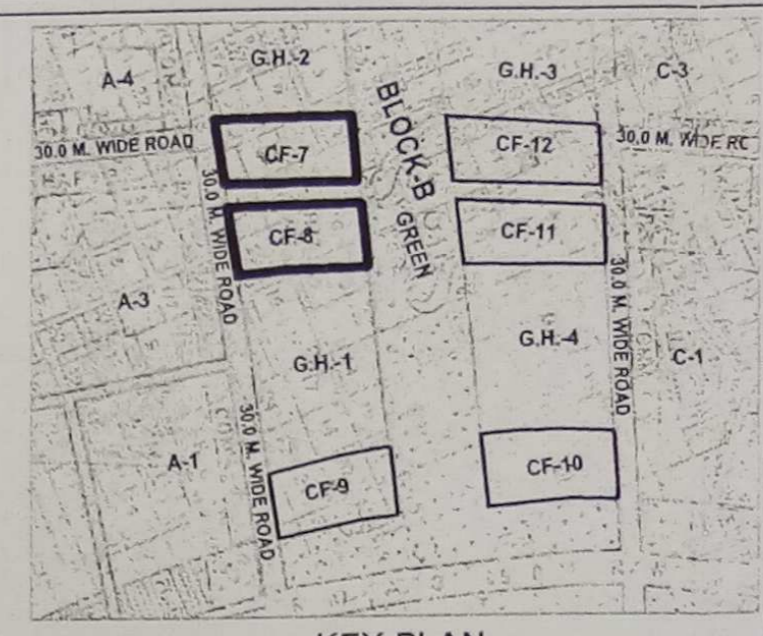 G.H.-2
A-4
G.H.-3
C-3
BLOCK-B
30.0 M. WIDE ROAD
CF-7
CF-12
30.0 M. WIDE RC
30.0 M. WIDE ROAD
CF-8
GREEN
CF-11
A-3
30.0 M. WIDE ROAD
G.H.-1
G.H.-4
C-1
30.0 M. WIDE ROAD
A-1
CF-9
CF-10
KEY PLAN